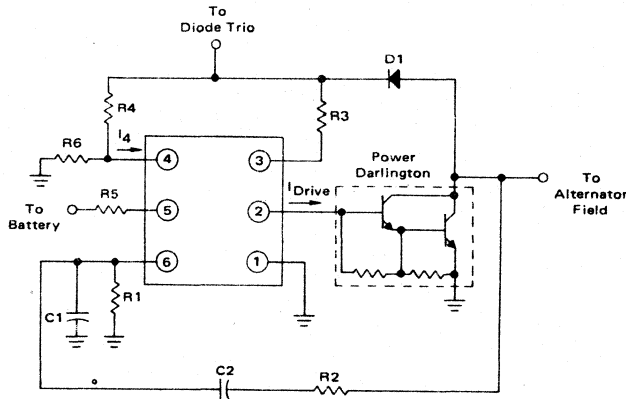 To
Diode Trio
D1
R4
R3
I4
R6
4
3
Power
Darlington
IDrive
To
Alternator
Field
R5
To
Battery
5
2
6
1
R1
C1
C2
R2